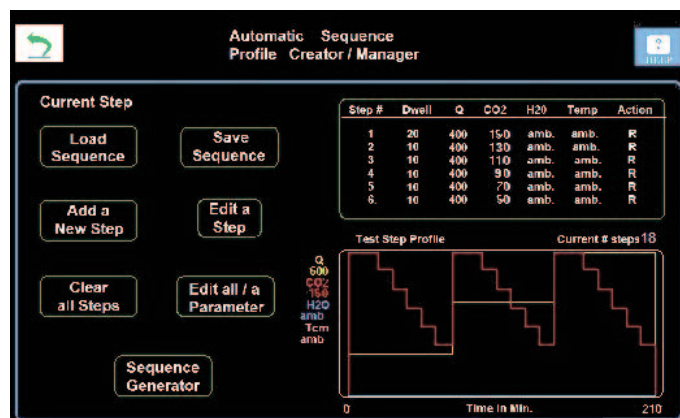 Automatic Sequence
Profile Creator / Manager
?
HELP
Current Step
Load
Sequence
Save
Sequence
Add a
New Step
Edit a
Step
Clear
all Steps
Edit all / a
Parameter
Sequence
Generator
Step # Dwell Q CO2 H20 Temp Action
1 20 400 150 amb. amb. R
2 10 400 130 amb. amb. R
3 10 400 110 amb. amb. R
4 10 400 90 amb. amb. R
5 10 400 70 amb. amb. R
6. 10 400 50 amb. amb. R
Test Step Profile Current # steps 18
Q
600
CO2
150
H2O
amb
Tem
amb
0 Time in Min. 210